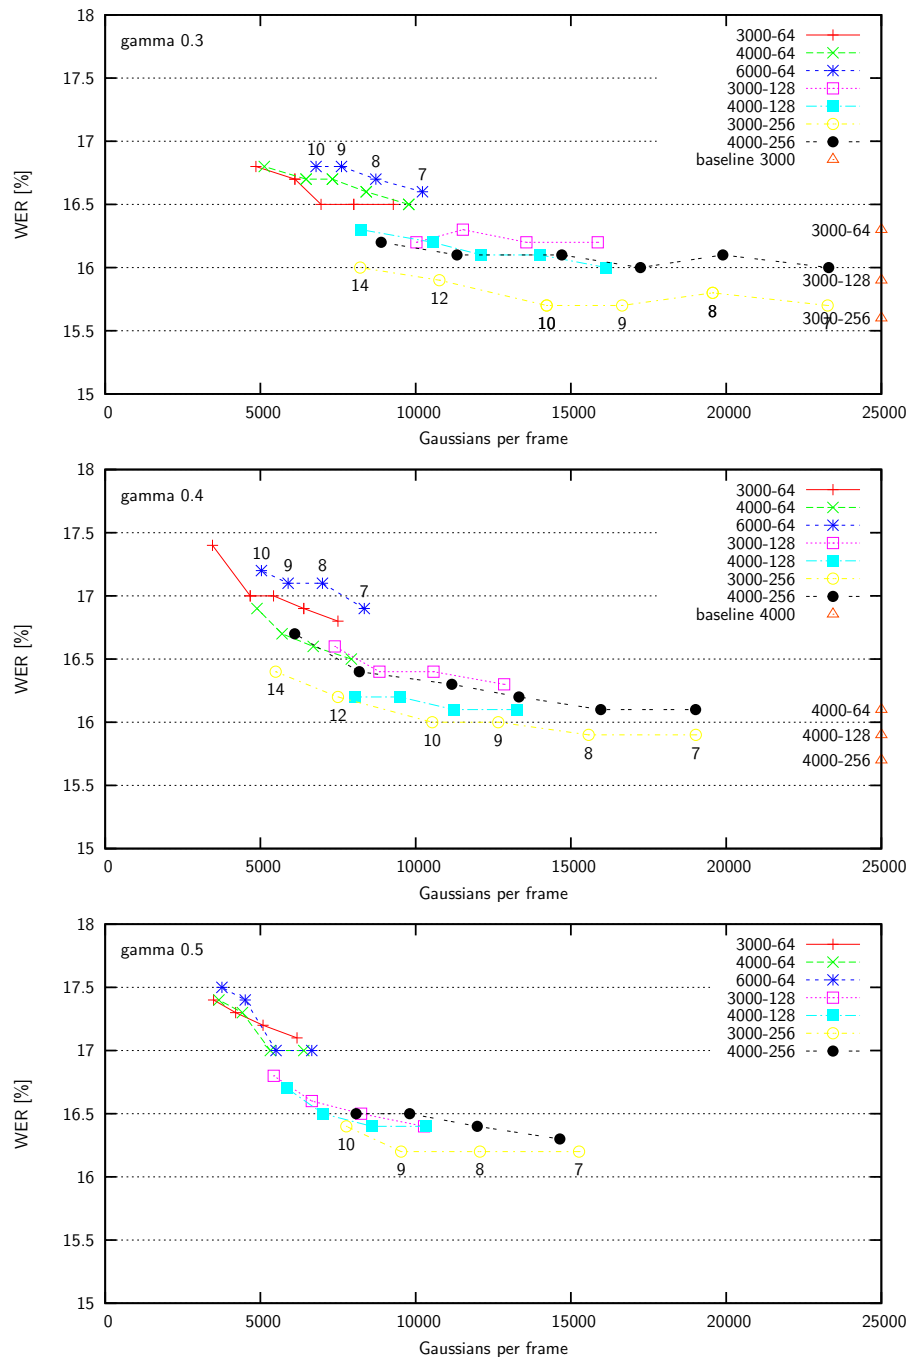 18
gamma 0.3
3000-64
4000-64
6000-64
3000-128
4000-128
3000-256
4000-256
baseline 3000
17.5
17
10 9 8 7
16.5
WER [%]
3000-64
16
14 12 10 9 8 7
3000-128
15.5
3000-256
15
0 5000 10000 15000 20000 25000
Gaussians per frame
18
gamma 0.4
3000-64
4000-64
6000-64
3000-128
4000-128
3000-256
4000-256
baseline 4000
17.5
10 9 8 7
17
WER [%]
16.5
14 12 10 9 8 7
16
4000-64
4000-128
4000-256
15.5
15
0 5000 10000 15000 20000 25000
Gaussians per frame
18
gamma 0.5
3000-64
4000-64
6000-64
3000-128
4000-128
3000-256
4000-256
17.5
17
WER [%]
16.5
10 9 8 7
16
15.5
15
0 5000 10000 15000 20000 25000
Gaussians per frame